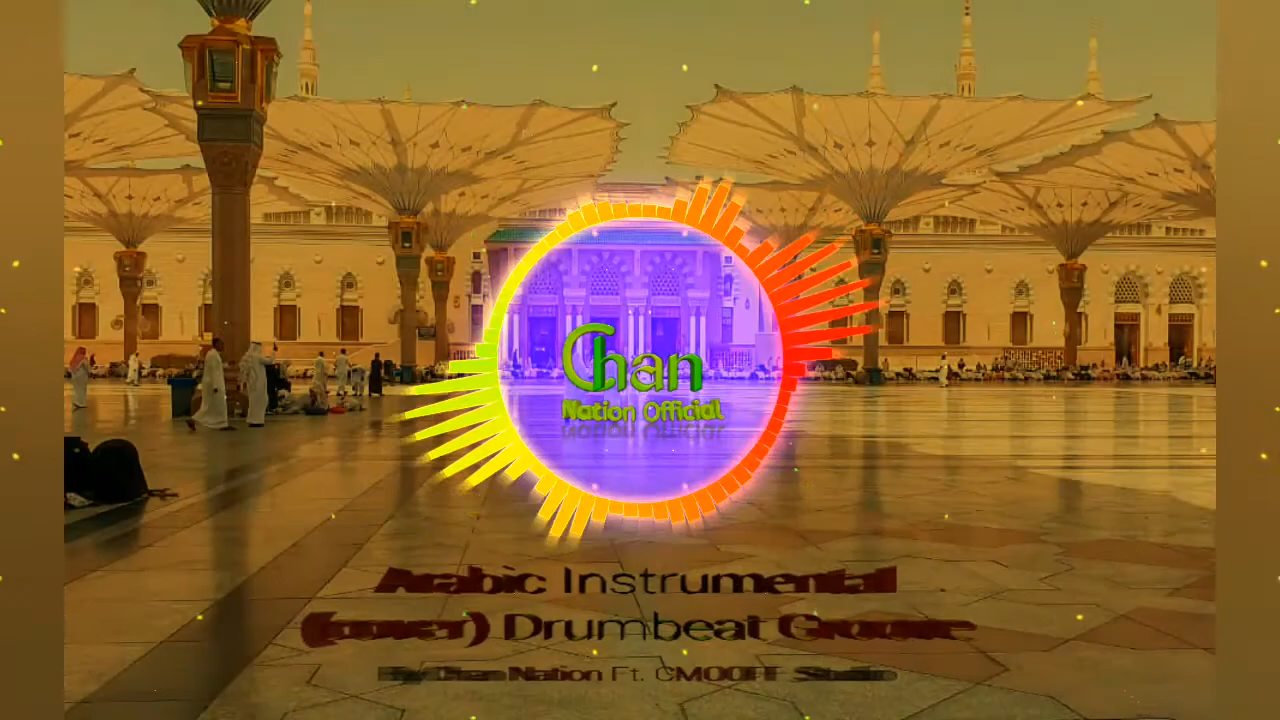 Chan
Nation Official
Arabic Instrumental
(cover) Drumbeat Groove
By Chan Nation Ft. CMOOFF Studio